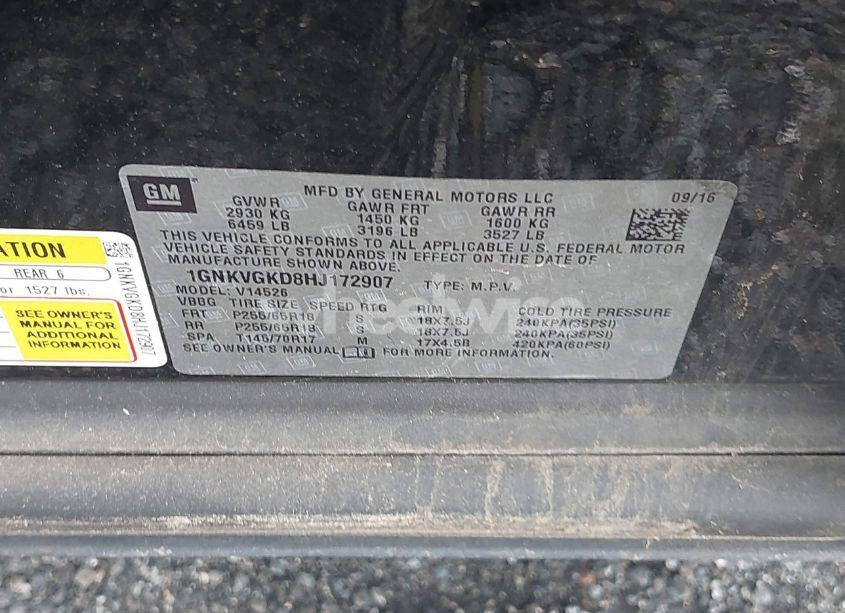 GM
MFD BY GENERAL MOTORS LLC 09/16
GVWR GAWR FRT GAWR RR
2930 KG 1450 KG 1600 KG
6459 LB 3196 LB 3527 LB
THIS VEHICLE CONFORMS TO ALL APPLICABLE U.S. FEDERAL MOTOR
VEHICLE SAFETY STANDARDS IN EFFECT ON THE DATE OF
MANUFACTURE SHOWN ABOVE.
1GNKVGKD8HJ172907 TYPE: M.P.V.
MODEL: V14526
VBBG TIRE SIZE SPEED RTG RIM COLD TIRE PRESSURE
FRT P255/65R18 S 18X7.5J 240KPA(35PSI)
RR P255/65R18 S 18X7.5J 240KPA(35PSI)
SPA T145/70R17 M 17X4.5B 420KPA(60PSI)
SEE OWNER'S MANUAL FOR MORE INFORMATION.
ATION
REAR 6
or 1527 lbs.
SEE OWNER'S
MANUAL FOR
ADDITIONAL
INFORMATION
1GNKVGKD8HJ172907